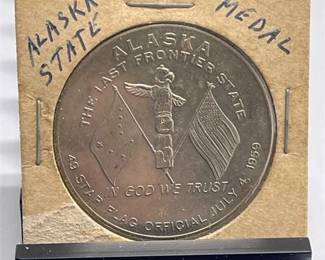 ALASKA
STATE
MEDAL
ALASKA
THE LAST FRONTIER STATE
IN GOD WE TRUST
49 STAR FLAG OFFICIAL JULY 4, 1959